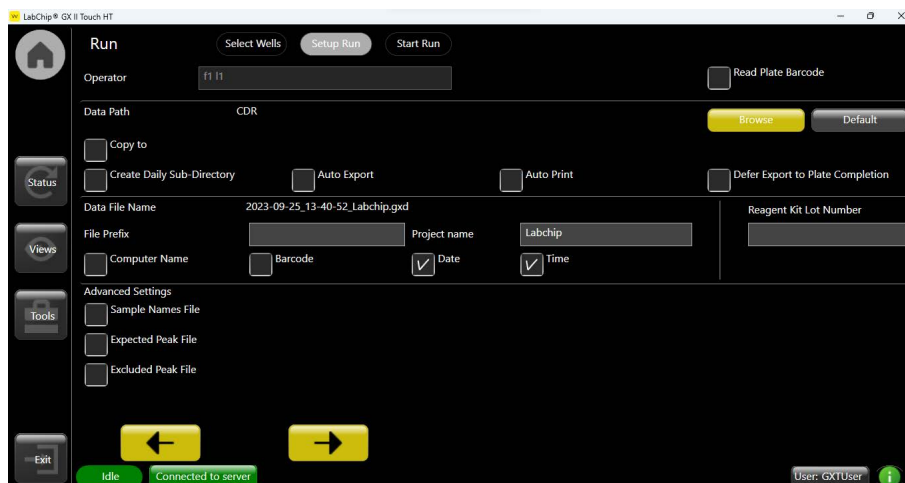 LabChip® GX II Touch HT
Run
Select Wells
Setup Run
Start Run
Operator
f1 l1
Read Plate Barcode
Data Path
CDR
Browse
Default
Copy to
Create Daily Sub-Directory
Auto Export
Auto Print
Defer Export to Plate Completion
Status
Data File Name
2023-09-25_13-40-52_Labchip.gxd
Reagent Kit Lot Number
File Prefix
Project name
Labchip
Views
Computer Name
Barcode
Date
Time
Advanced Settings
Sample Names File
Tools
Expected Peak File
Excluded Peak File
Exit
Idle
Connected to server
User: GXTUser